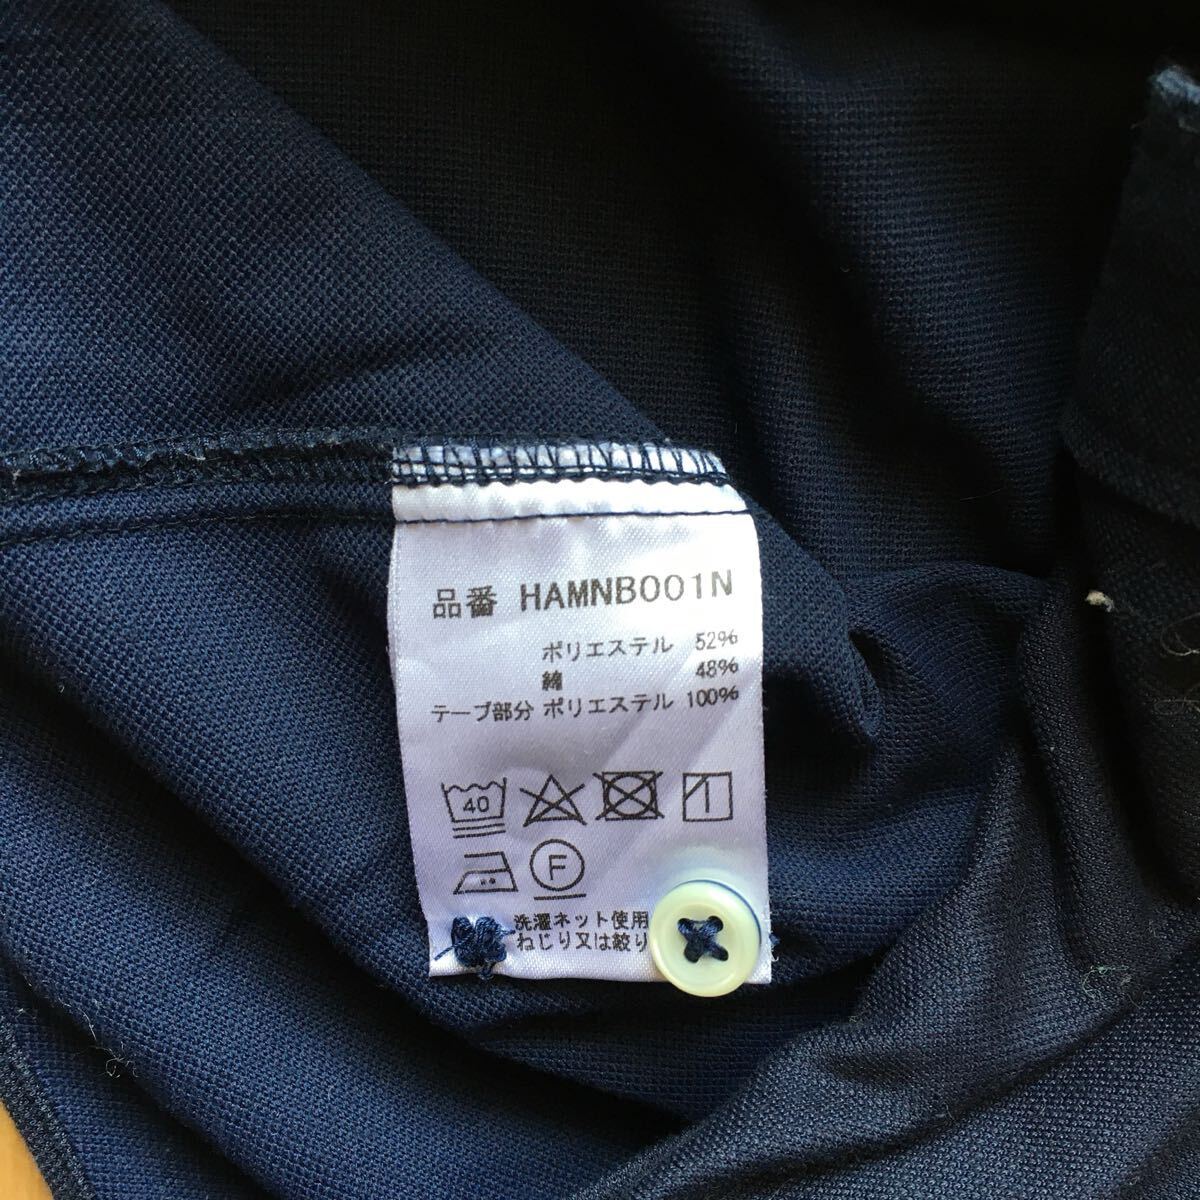 品番 HAMNB001N
ポリエステル 52%
綿 48%
テープ部分 ポリエステル 100%
40
F
洗濯ネット使用
ねじり又は絞り